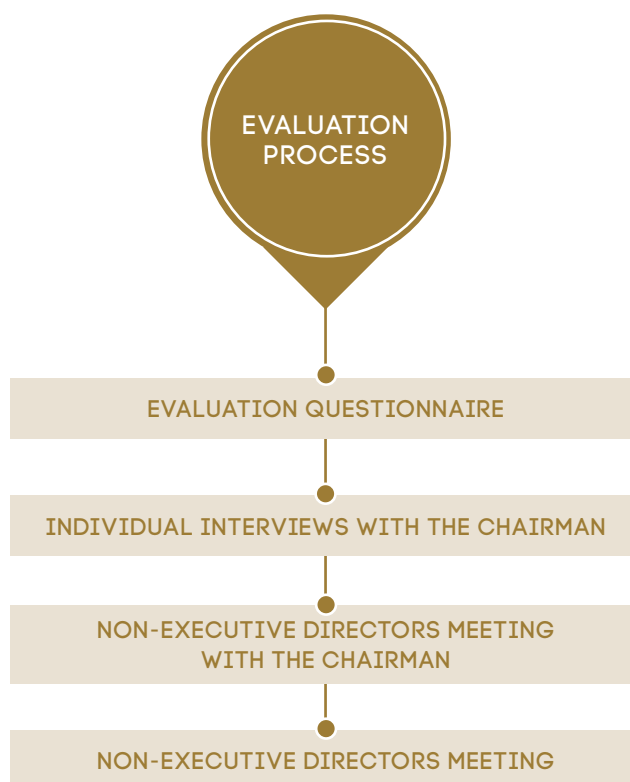 EVALUATION
PROCESS
EVALUATION QUESTIONNAIRE
INDIVIDUAL INTERVIEWS WITH THE CHAIRMAN
NON-EXECUTIVE DIRECTORS MEETING
WITH THE CHAIRMAN
NON-EXECUTIVE DIRECTORS MEETING